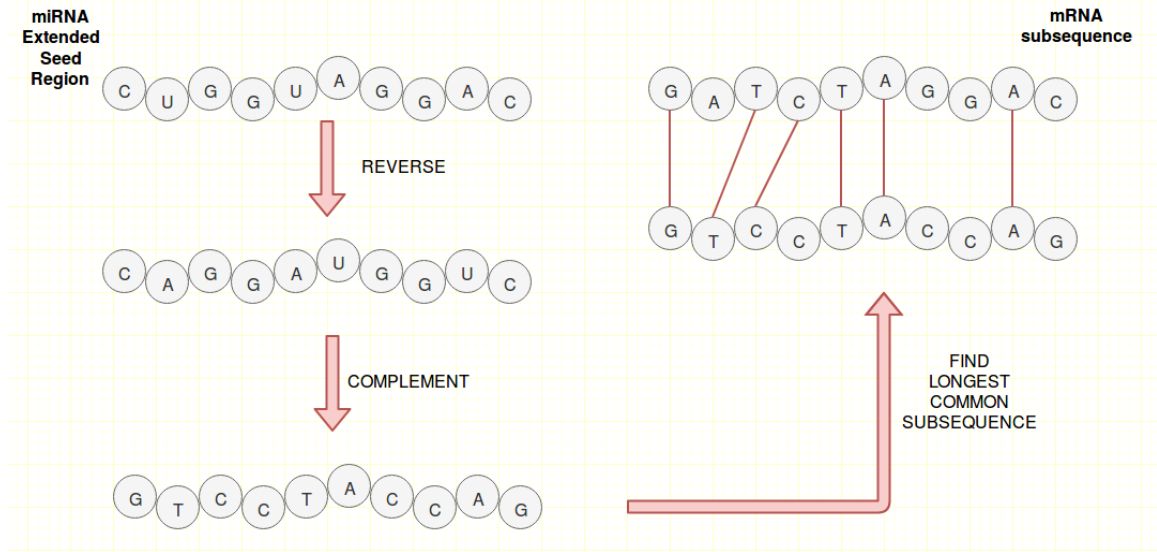 miRNA
Extended
Seed
Region
C U G G U A G G A C
REVERSE
C A G G A U G G U C
COMPLEMENT
G T C C T A C C A G
mRNA
subsequence
G A T C T A G G A C
G T C C T A C C A G
FIND
LONGEST
COMMON
SUBSEQUENCE